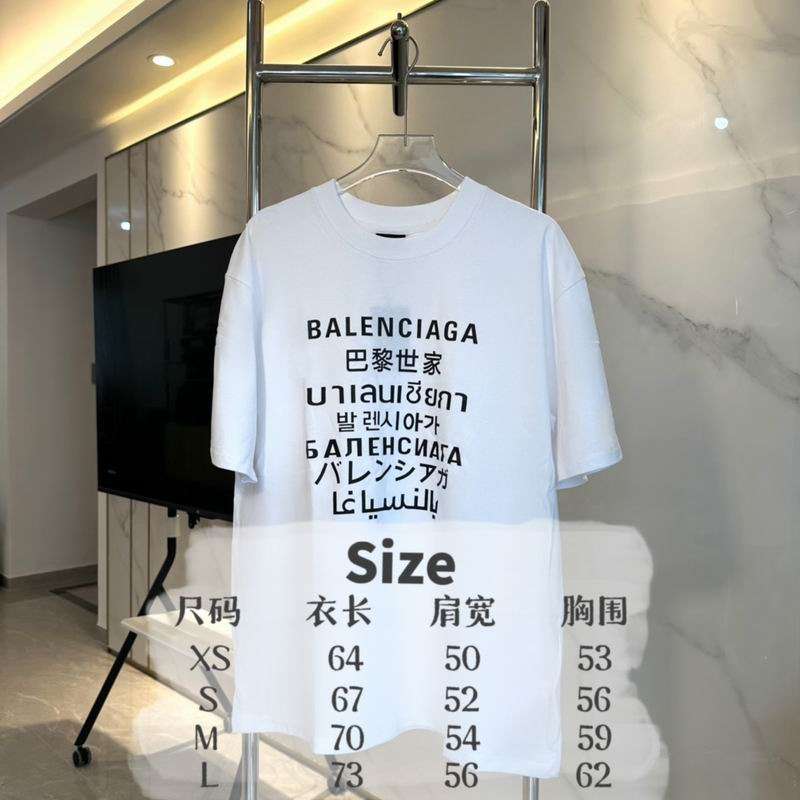 BALENCIAGA
巴黎世家
บาเลนเซียกา
발렌시아가
БАЛЕНСИАГА
バレンシアガ
بالنسياغا
Size
尺码 衣长 肩宽 胸围
XS 64 50 53
S 67 52 56
M 70 54 59
L 73 56 62